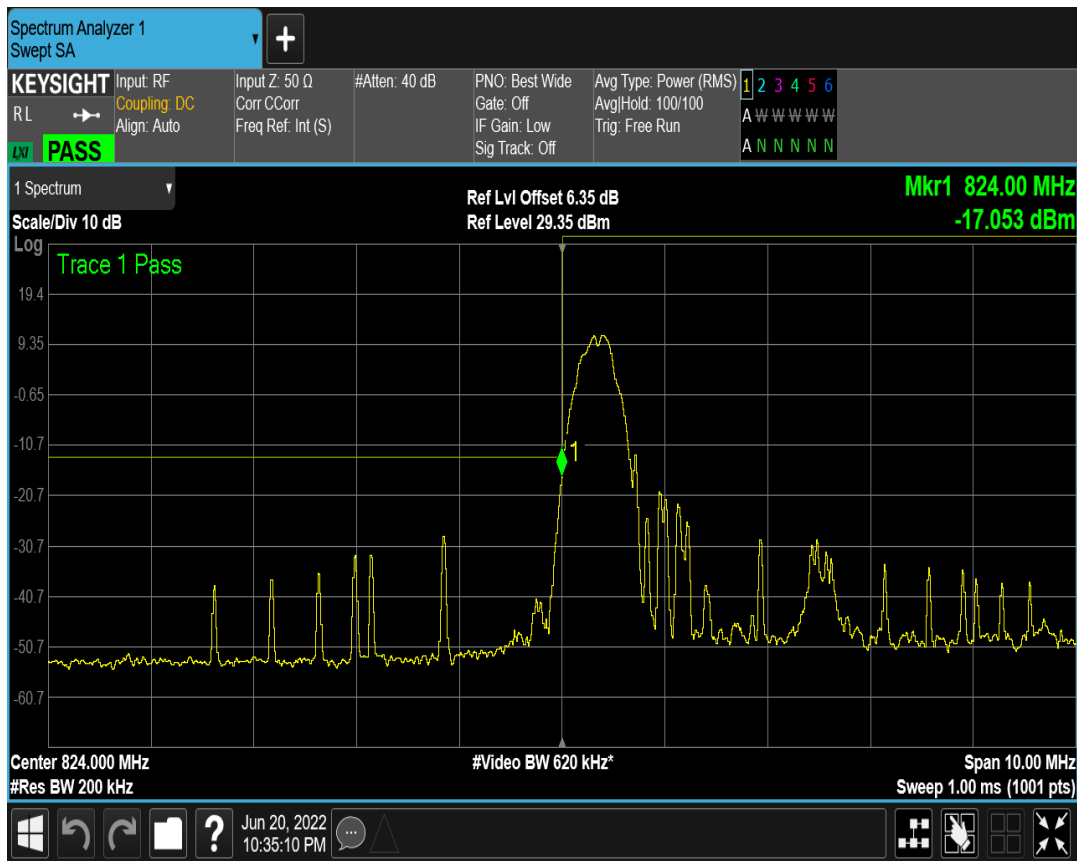 Spectrum Analyzer 1
Swept SA
+
KEYSIGHT
RL
LXI PASS
Input: RF
Coupling: DC
Align: Auto
Input Z: 50 Ω
Corr CCorr
Freq Ref: Int (S)
#Atten: 40 dB
PNO: Best Wide
Gate: Off
IF Gain: Low
Sig Track: Off
Avg Type: Power (RMS)
Avg|Hold: 100/100
Trig: Free Run
1 2 3 4 5 6
A W W W W W
A N N N N N
1 Spectrum
Scale/Div 10 dB
Ref Lvl Offset 6.35 dB
Ref Level 29.35 dBm
Mkr1 824.00 MHz
-17.053 dBm
Log
Trace 1 Pass
19.4
9.35
-0.65
-10.7
1
-20.7
-30.7
-40.7
-50.7
-60.7
Center 824.000 MHz
#Res BW 200 kHz
#Video BW 620 kHz*
Span 10.00 MHz
Sweep 1.00 ms (1001 pts)
?
Jun 20, 2022
10:35:10 PM